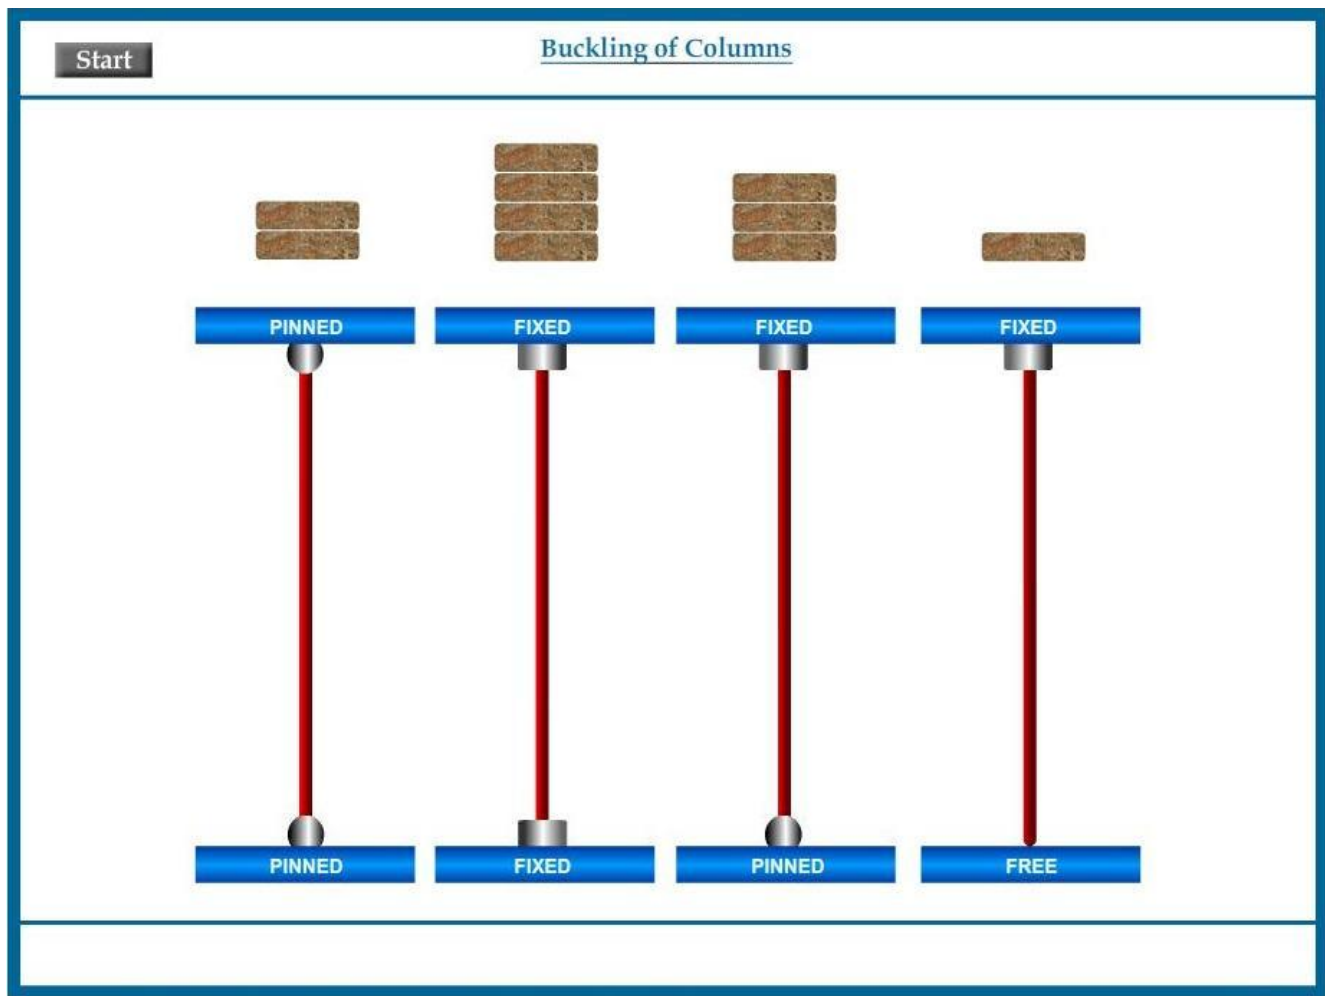 Start
Buckling of Columns
PINNED
FIXED
FIXED
FIXED
PINNED
FIXED
PINNED
FREE